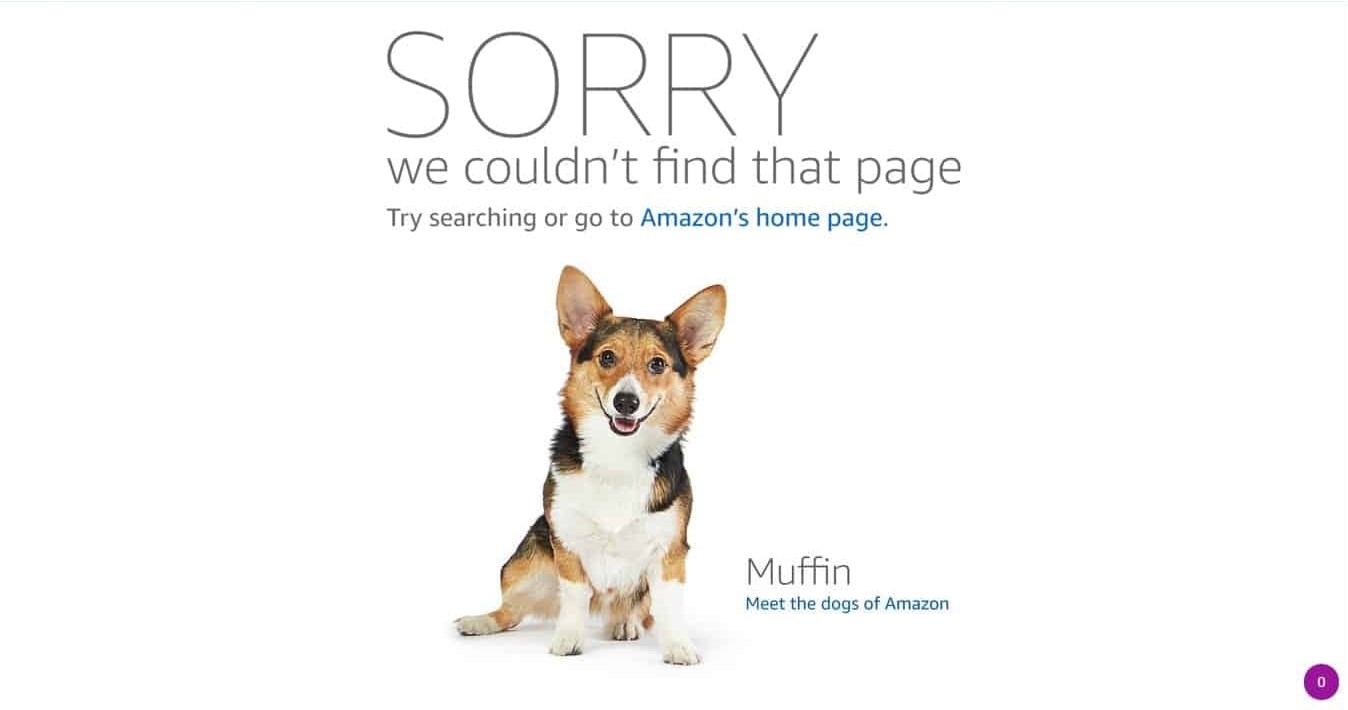 SORRY
we couldn't find that page
Try searching or go to Amazon's home page.
Muffin
Meet the dogs of Amazon
0